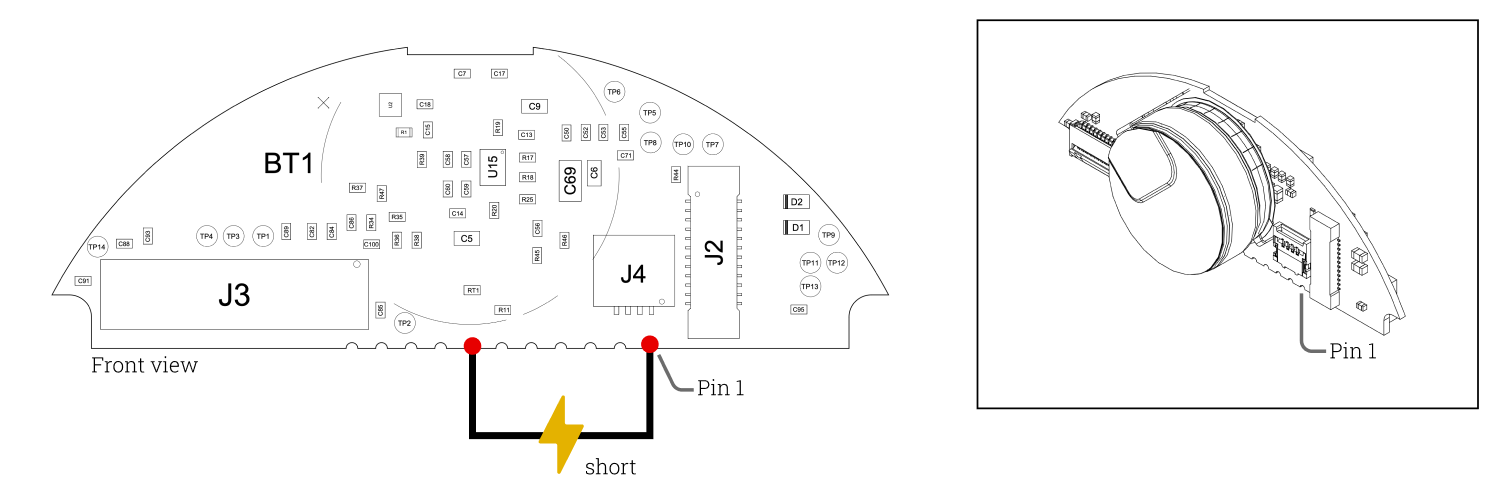 C7
C17
TP6
U2
C18
C9
TP5
R1
C15
R19
C13
C50
C52
C53
C55
TP8
TP10
TP7
BT1
R39
C58
C57
U15
R17
C71
R18
C69
C6
R44
R37
R47
C60
C59
R25
D2
C14
R20
TP14
C88
C93
TP4
TP3
TP1
C89
C82
C84
C86
R34
R35
C100
R36
R38
C5
C56
R45
R46
D1
TP9
J2
TP11
TP12
TP13
C91
J3
J4
RT1
C85
R11
C95
TP2
Front view
Pin 1
short
Pin 1